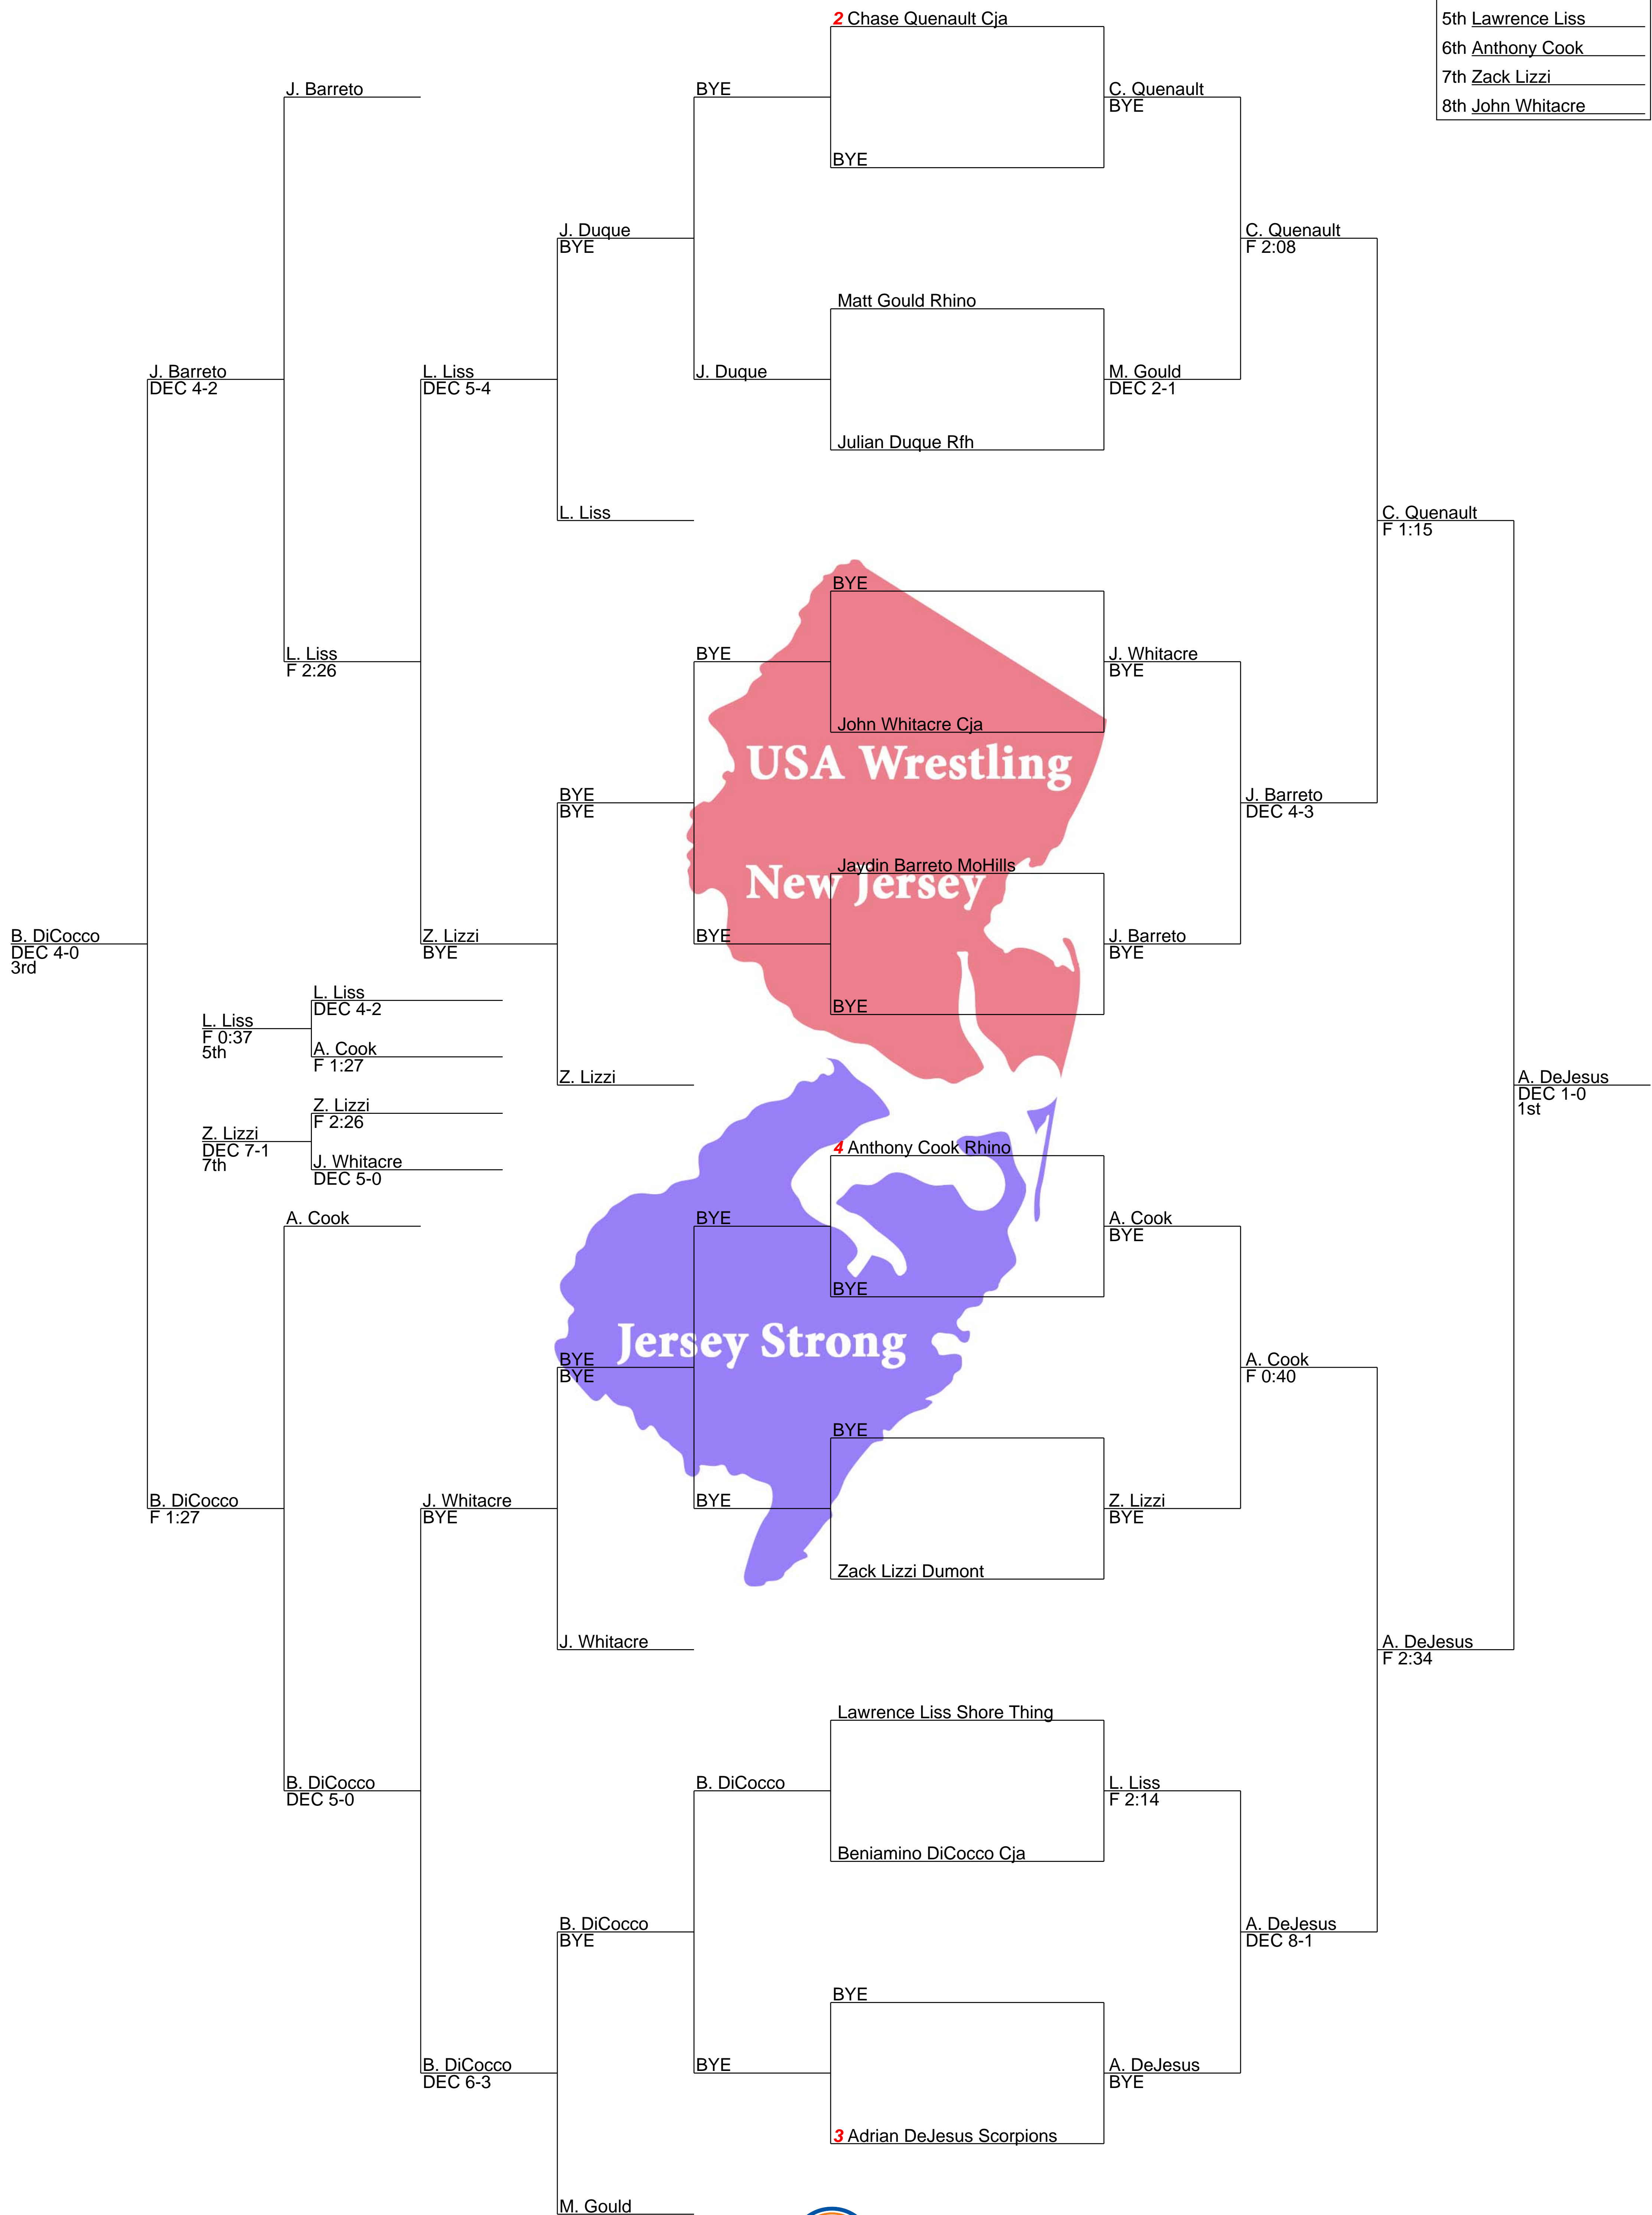 2 Chase Quenault Cja
5th Lawrence Liss
6th Anthony Cook
7th Zack Lizzi
8th John Whitacre
J. Barreto
BYE
C. Quenault
BYE
BYE
J. Duque
BYE
C. Quenault
F 2:08
Matt Gould Rhino
J. Barreto
DEC 4-2
L. Liss
DEC 5-4
J. Duque
M. Gould
DEC 2-1
Julian Duque Rfh
L. Liss
C. Quenault
F 1:15
BYE
L. Liss
F 2:26
BYE
J. Whitacre
BYE
John Whitacre Cja
USA Wrestling
BYE
BYE
J. Barreto
DEC 4-3
Jaydin Barreto MoHills
New Jersey
B. DiCocco
DEC 4-0
3rd
Z. Lizzi
BYE
BYE
J. Barreto
BYE
L. Liss
DEC 4-2
BYE
L. Liss
F 0:37
5th
A. Cook
F 1:27
Z. Lizzi
A. DeJesus
DEC 1-0
1st
Z. Lizzi
F 2:26
Z. Lizzi
DEC 7-1
7th
4 Anthony Cook Rhino
J. Whitacre
DEC 5-0
A. Cook
BYE
A. Cook
BYE
BYE
Jersey Strong
BYE
BYE
A. Cook
F 0:40
BYE
B. DiCocco
F 1:27
J. Whitacre
BYE
BYE
Z. Lizzi
BYE
Zack Lizzi Dumont
J. Whitacre
A. DeJesus
F 2:34
Lawrence Liss Shore Thing
B. DiCocco
DEC 5-0
B. DiCocco
L. Liss
F 2:14
Beniamino DiCocco Cja
B. DiCocco
BYE
A. DeJesus
DEC 8-1
BYE
B. DiCocco
DEC 6-3
BYE
A. DeJesus
BYE
3 Adrian DeJesus Scorpions
M. Gould